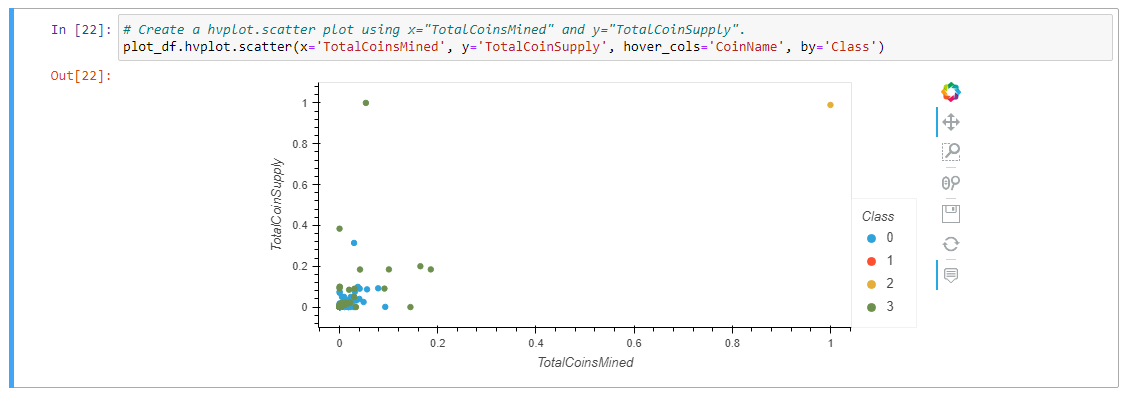 In [22]: # Create a hvplot.scatter plot using x="TotalCoinsMined" and y="TotalCoinSupply".
plot_df.hvplot.scatter(x='TotalCoinsMined', y='TotalCoinSupply', hover_cols='CoinName', by='Class')
Out[22]:
TotalCoinSupply
1
0.8
0.6
0.4
0.2
0
0 0.2 0.4 0.6 0.8 1
TotalCoinsMined
Class
0
1
2
3